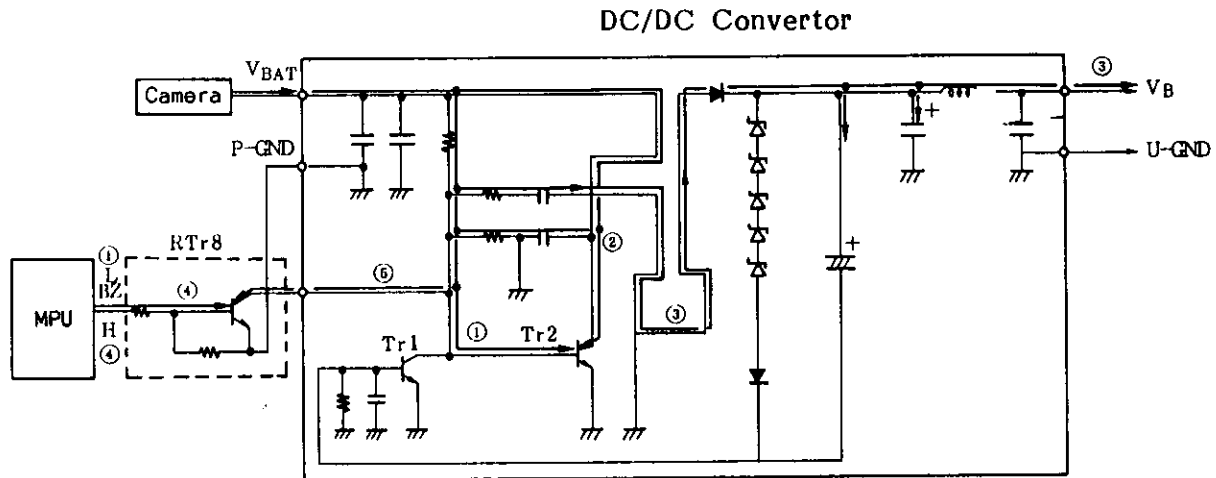 DC/DC Convertor
VBAT
Camera
P-GND
③
VB
U-GND
①
L
BZ
H
④
RTr8
(4)
MPU
⑤
②
③
①
Tr1
Tr2
+
+